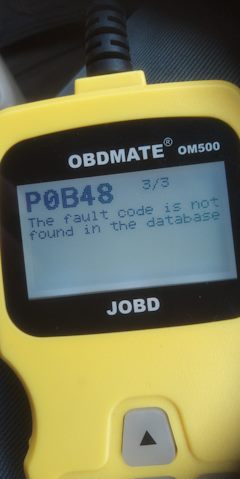 OBDMATE® OM500
P0B48 3/3
The fault code is not
found in the database
JOBD